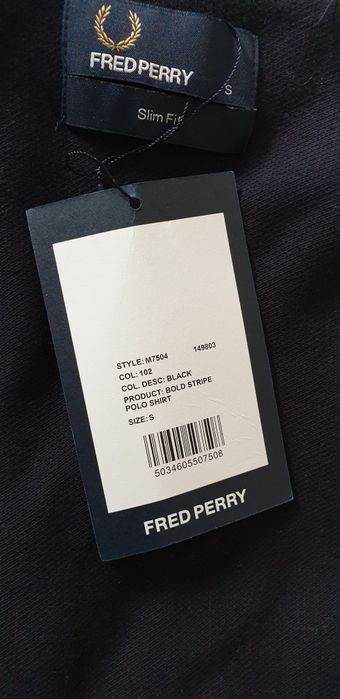 FRED PERRY
S
Slim Fit
STYLE: M7504 149803
COL: 102
COL. DESC: BLACK
PRODUCT: BOLD STRIPE
POLO SHIRT
SIZE: S
5034605507508
FRED PERRY